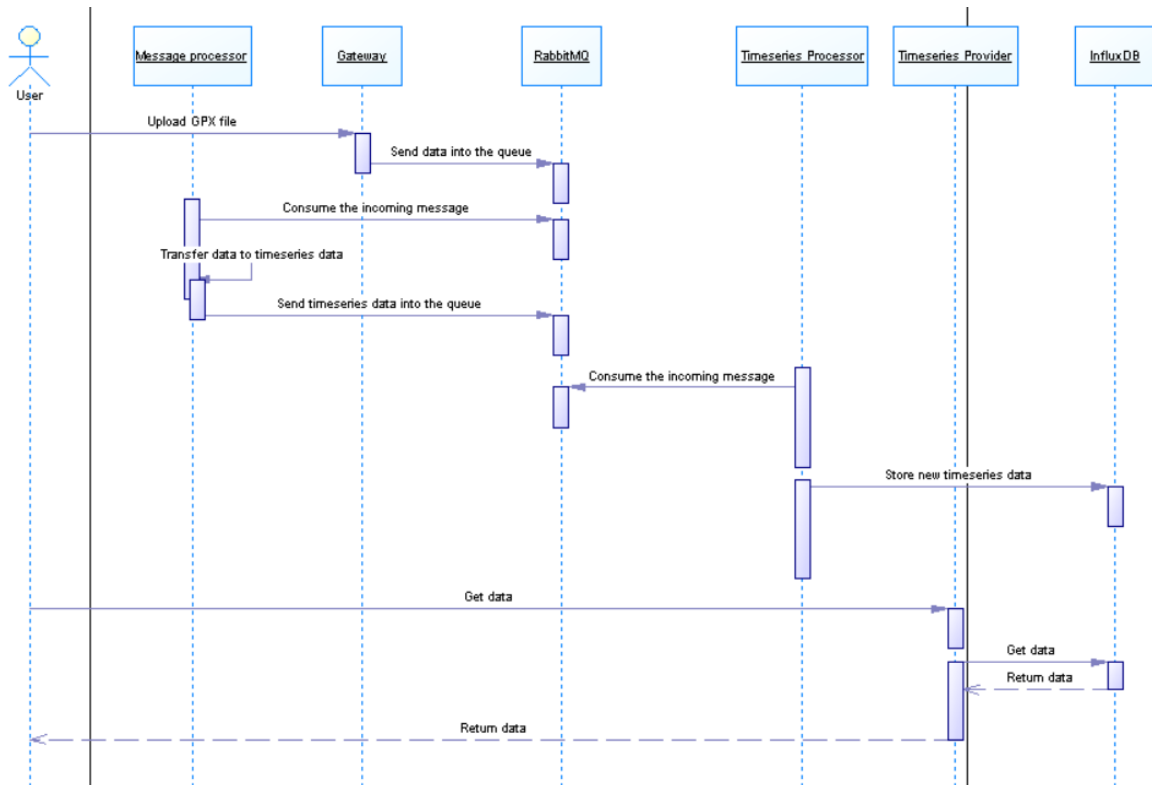 Message processor
Gateway
RabbitMQ
Timeseries Processor
Timeseries Provider
InfluxDB
User
Upload GPX file
Send data into the queue
Consume the incoming message
Transfer data to timeseries data
Send timeseries data into the queue
Consume the incoming message
Store new timeseries data
Get data
Get data
Return data
Return data